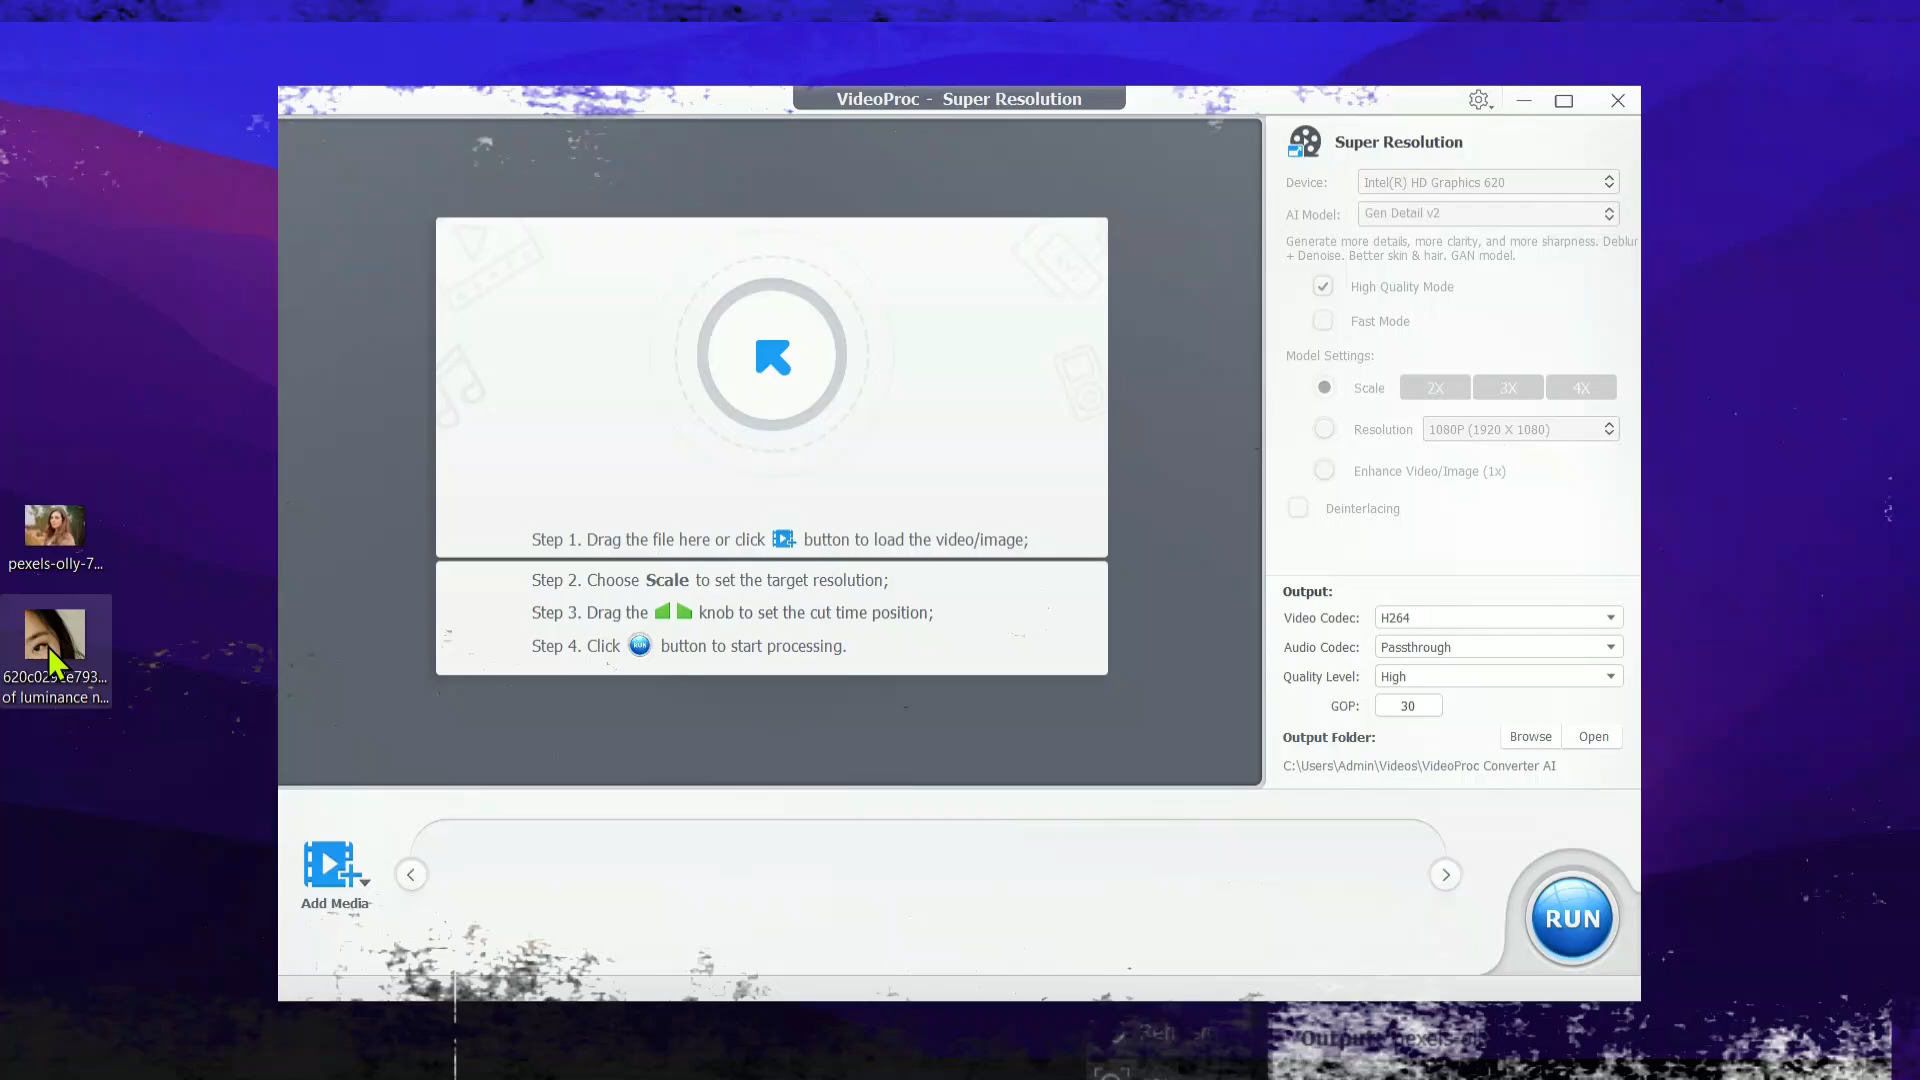 VideoProc - Super Resolution
Super Resolution
Device: Intel(R) HD Graphics 620
AI Model: Gen Detail v2
Generate more details, more clarity, and more sharpness. Deblur
+ Denoise. Better skin & hair. GAN model.
High Quality Mode
Fast Mode
Model Settings:
Scale 2X 3X 4X
Resolution 1080P (1920 X 1080)
Enhance Video/Image (1x)
Deinterlacing
Step 1. Drag the file here or click button to load the video/image;
Step 2. Choose Scale to set the target resolution;
Step 3. Drag the knob to set the cut time position;
Step 4. Click RUN button to start processing.
pexels-olly-7...
of luminance n...
Output:
Video Codec: H264
Audio Codec: Passthrough
Quality Level: High
GOP: 30
Output Folder: Browse Open
C:\Users\Admin\Videos\VideoProc Converter AI
Add Media
RUN